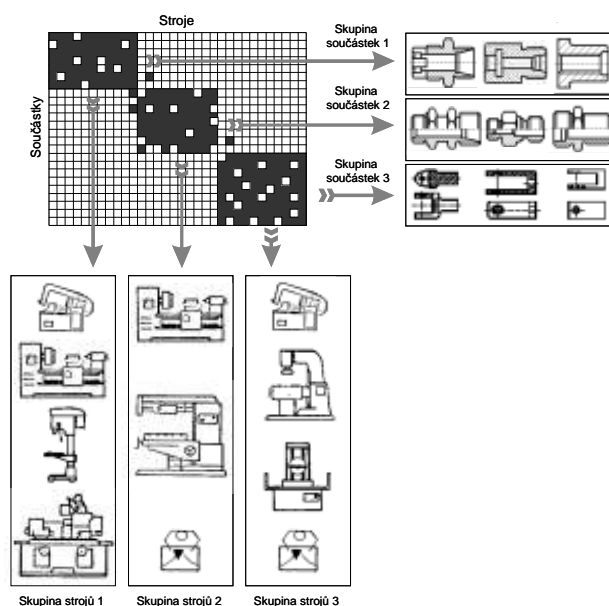 Stroje
Skupina
součástek 1
Skupina
součástek 2
Skupina
součástek 3
Součástky
Skupina strojů 1
Skupina strojů 2
Skupina strojů 3